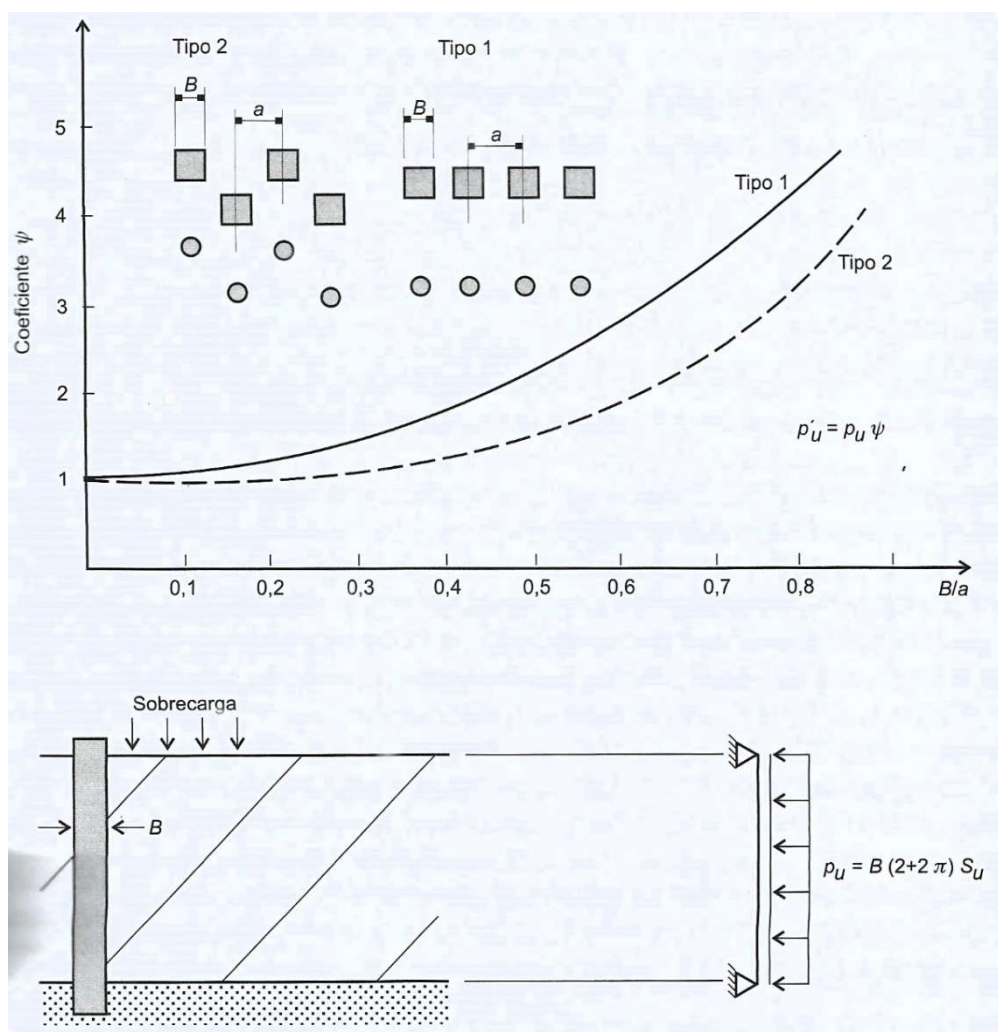 Tipo 2
Tipo 1
B
a
B
a
5
4
3
2
1
Coeficiente ψ
Tipo 1
Tipo 2
p'u = pu ψ
0,1
0,2
0,3
0,4
0,5
0,6
0,7
0,8
B/a
Sobrecarga
B
pu = B (2+2 π) Su